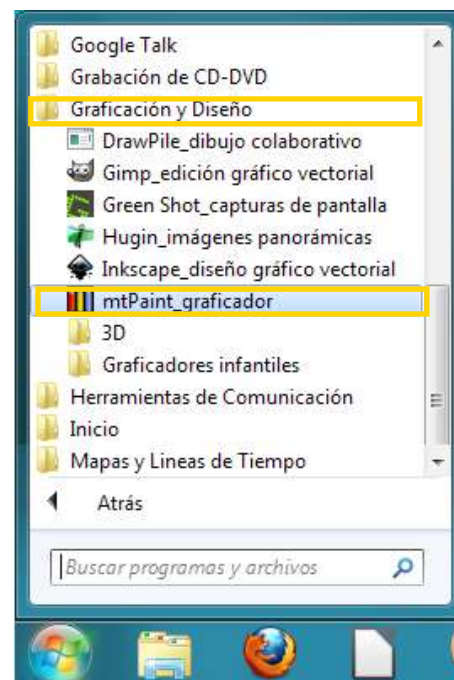 Google Talk
Grabación de CD-DVD
Graficación y Diseño
DrawPile_dibujo colaborativo
Gimp_edición gráfico vectorial
Green Shot_capturas de pantalla
Hugin_imágenes panorámicas
Inkscape_diseño gráfico vectorial
mtPaint_graficador
3D
Graficadores infantiles
Herramientas de Comunicación
Inicio
Mapas y Lineas de Tiempo
Atrás
Buscar programas y archivos